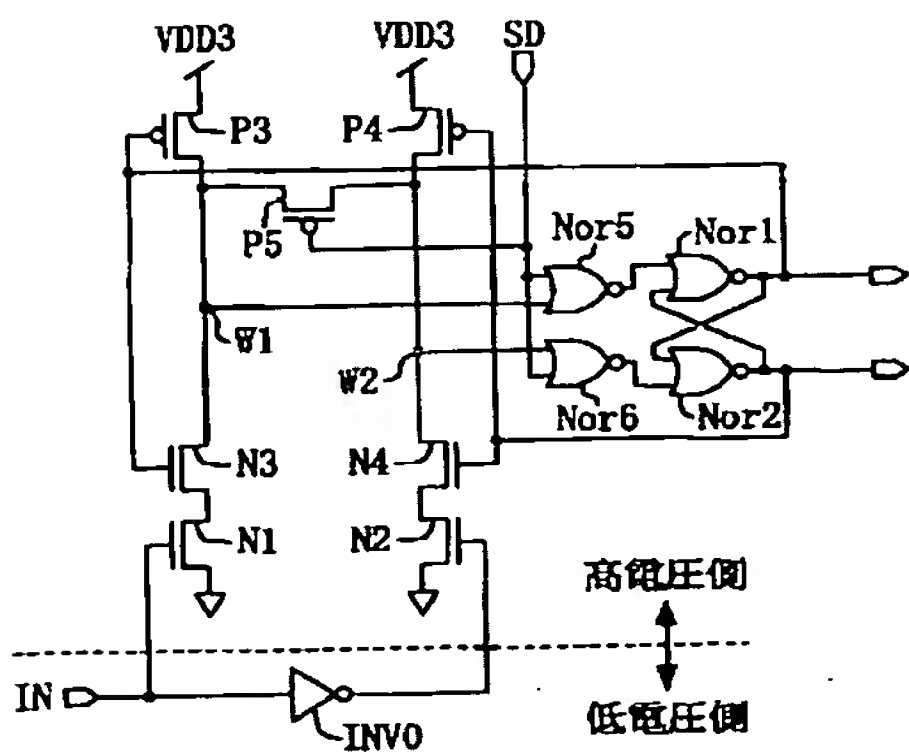 VDD3 VDD3 SD
P3 P4
P5 Nor5 Nor1
W1
W2
Nor6 Nor2
N3 N4
N1 N2
高電圧側
IN
低電圧側
INV0